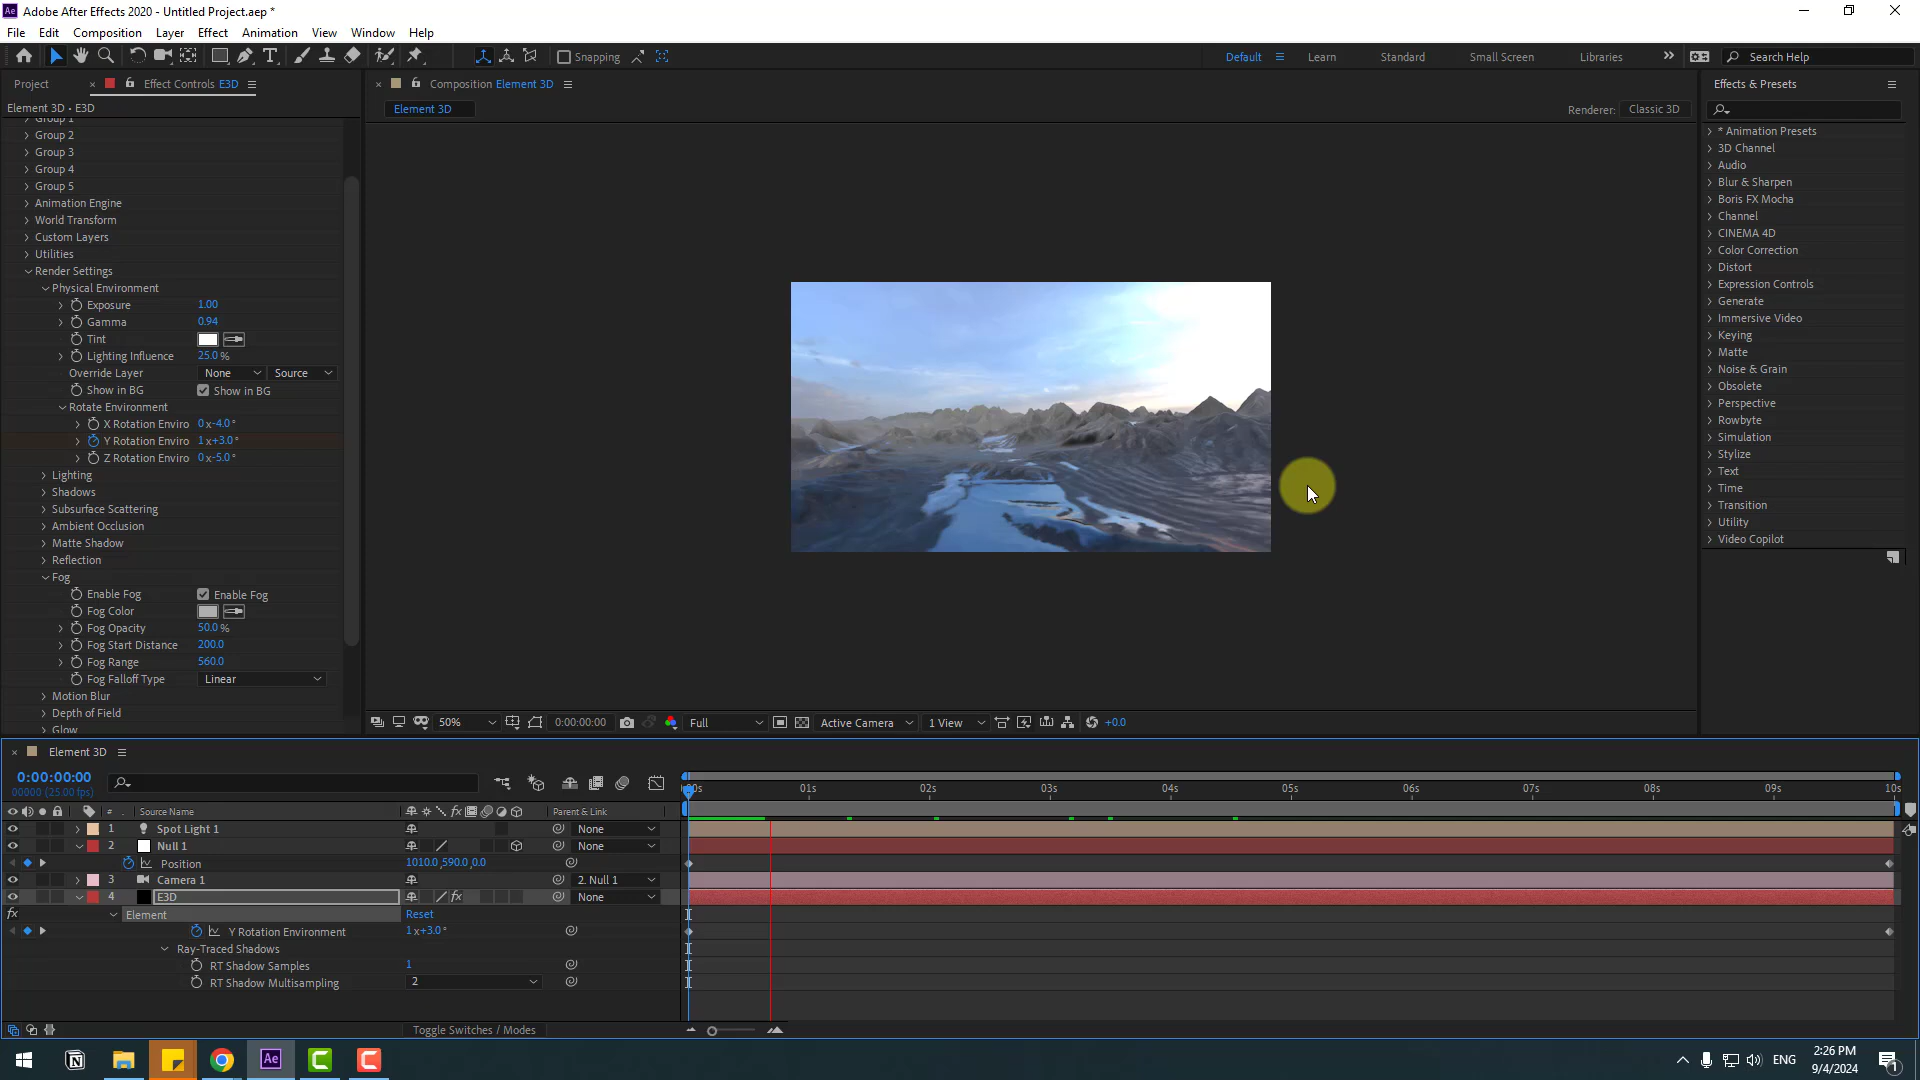 Adobe After Effects 2020 - Untitled Project.aep *
File Edit Composition Layer Effect Animation View Window Help
Snapping
Default Learn Standard Small Screen Libraries Search Help
Project Effect Controls E3D
Composition Element 3D
Effects & Presets
Element 3D • E3D
Element 3D
Renderer: Classic 3D
Group 1
Group 2
Group 3
Group 4
Group 5
Animation Engine
World Transform
Custom Layers
Utilities
Render Settings
Physical Environment
Exposure 1.00
Gamma 0.94
Tint
Lighting Influence 25.0 %
Override Layer None Source
Show in BG Show in BG
Rotate Environment
X Rotation Enviro 0 x-4.0 °
Y Rotation Enviro 1 x+3.0 °
Z Rotation Enviro 0 x-5.0 °
Lighting
Shadows
Subsurface Scattering
Ambient Occlusion
Matte Shadow
Reflection
Fog
Enable Fog Enable Fog
Fog Color
Fog Opacity 50.0 %
Fog Start Distance 200.0
Fog Range 560.0
Fog Falloff Type Linear
Motion Blur
Depth of Field
Glow
* Animation Presets
3D Channel
Audio
Blur & Sharpen
Boris FX Mocha
Channel
CINEMA 4D
Color Correction
Distort
Expression Controls
Generate
Immersive Video
Keying
Matte
Noise & Grain
Obsolete
Perspective
Rowbyte
Simulation
Stylize
Text
Time
Transition
Utility
Video Copilot
50% 0:00:00:00 Full Active Camera 1 View +0.0
Element 3D
0:00:00:00
00000 (25.00 fps)
01s 02s 03s 04s 05s 06s 07s 08s 09s 10s
# Source Name Parent & Link
1 Spot Light 1 None
2 Null 1 None
Position 1010.0,590.0,0.0
3 Camera 1 2. Null 1
4 E3D None
fx Element Reset
Y Rotation Environment 1 x+3.0 °
Ray-Traced Shadows
RT Shadow Samples 1
RT Shadow Multisampling 2
Toggle Switches / Modes
ENG
2:26 PM
9/4/2024